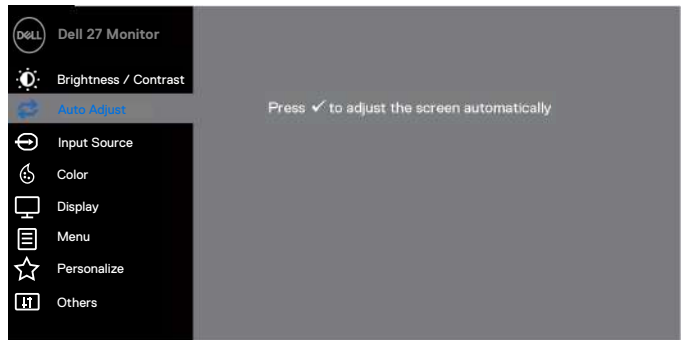 DELL Dell 27 Monitor
Brightness / Contrast
Auto Adjust
Press ✓ to adjust the screen automatically
Input Source
Color
Display
Menu
Personalize
Others